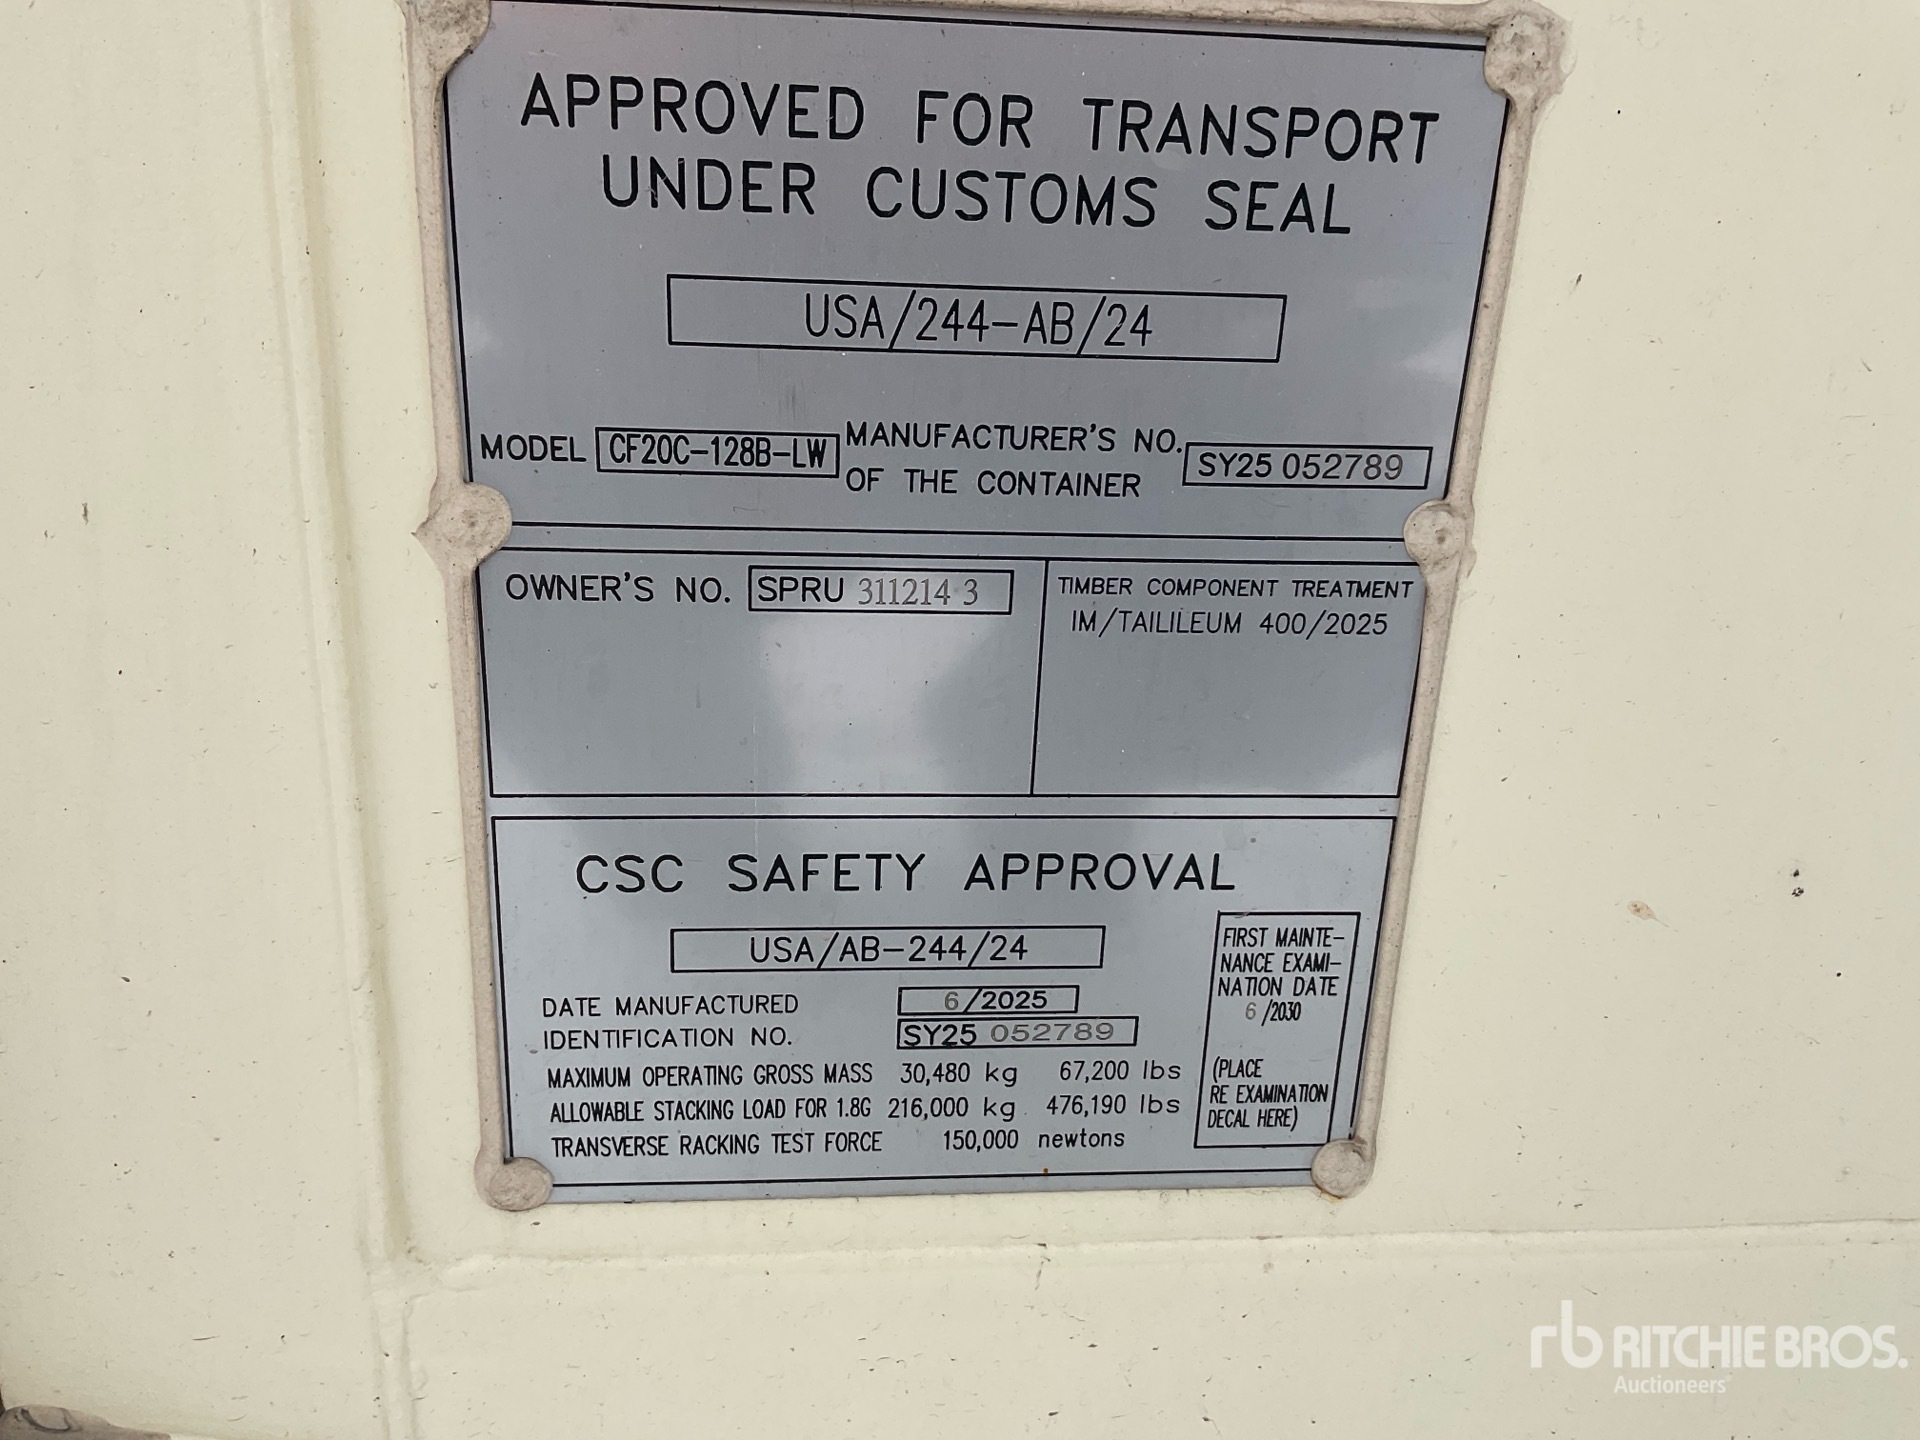 APPROVED FOR TRANSPORT
UNDER CUSTOMS SEAL
USA/244-AB/24
MODEL CF20C-128B-LW MANUFACTURER'S NO. OF THE CONTAINER SY25 052789
OWNER'S NO. SPRU 311214 3
TIMBER COMPONENT TREATMENT
IM/TAILILEUM 400/2025
CSC SAFETY APPROVAL
USA/AB-244/24
DATE MANUFACTURED 6/2025
IDENTIFICATION NO. SY25 052789
MAXIMUM OPERATING GROSS MASS 30,480 kg 67,200 lbs
ALLOWABLE STACKING LOAD FOR 1.8G 216,000 kg 476,190 lbs
TRANSVERSE RACKING TEST FORCE 150,000 newtons
FIRST MAINTE-
NANCE EXAMI-
NATION DATE
6/2030
(PLACE
RE EXAMINATION
DECAL HERE)
rb RITCHIE BROS.
Auctioneers